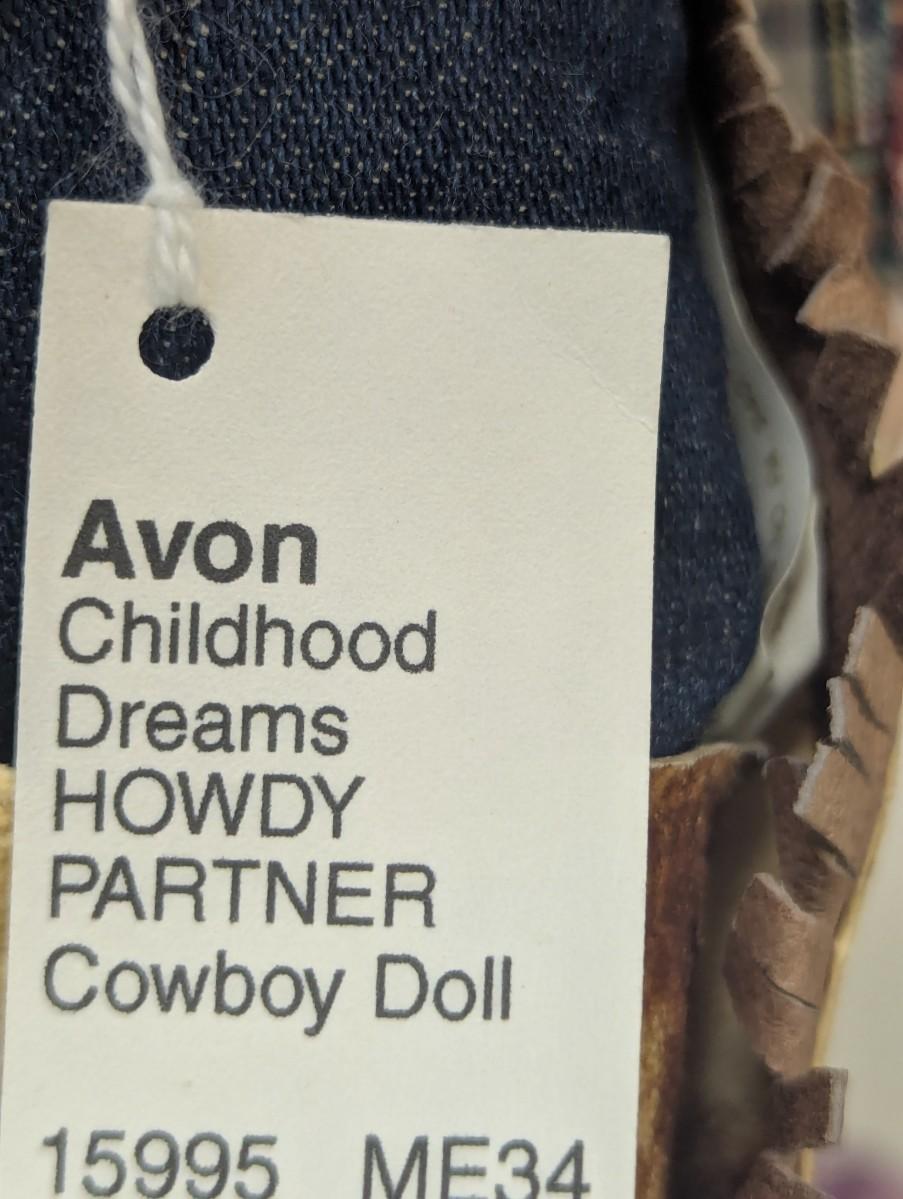 Avon
Childhood
Dreams
HOWDY
PARTNER
Cowboy Doll
15995 ME34